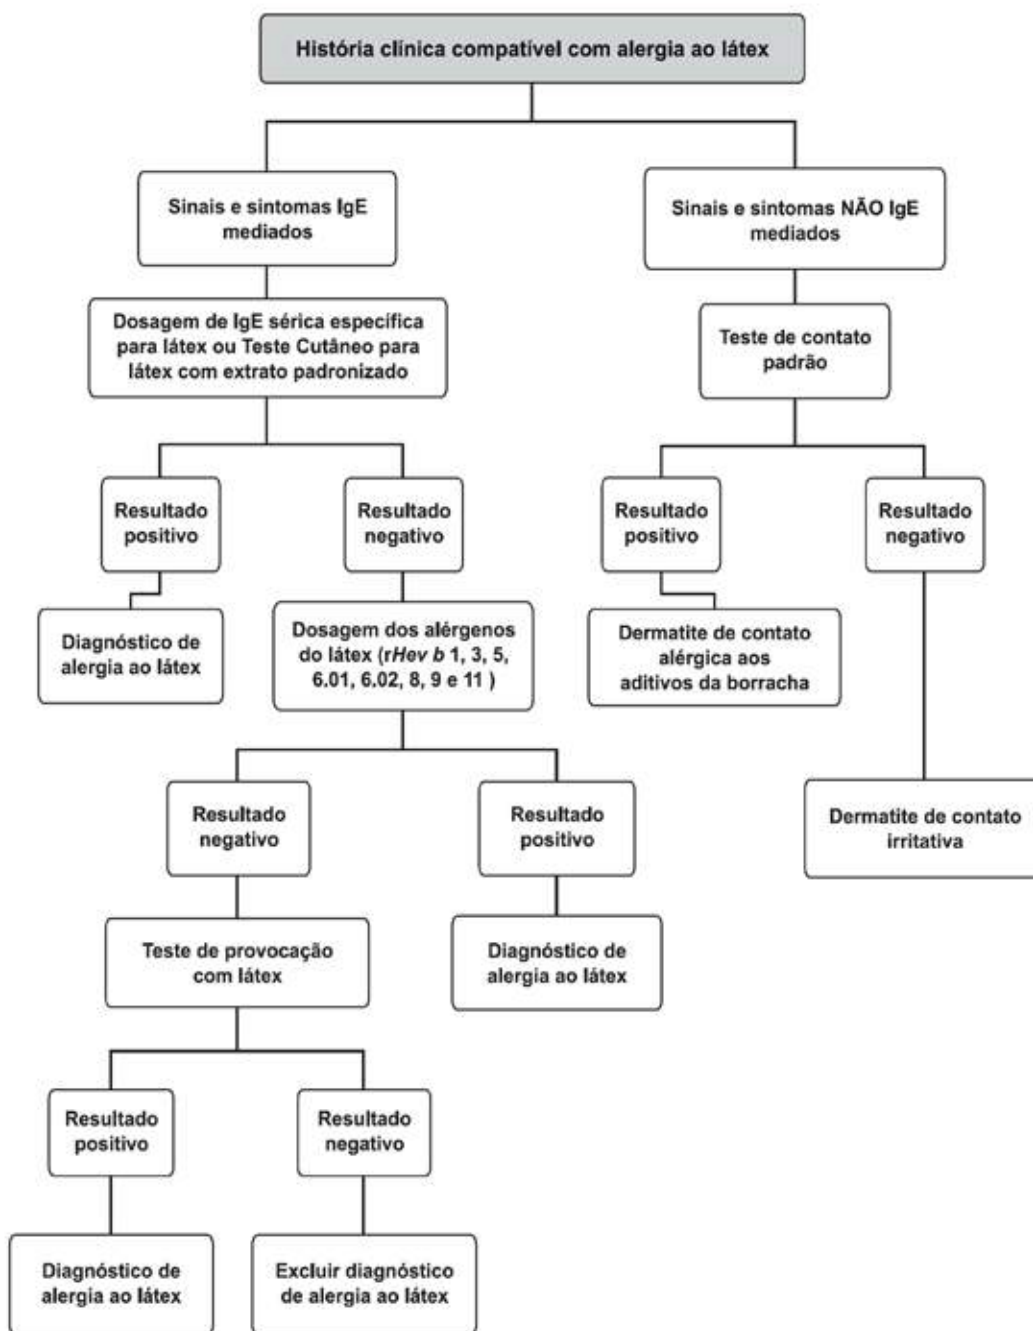 História clínica compatível com alergia ao látex
Sinais e sintomas IgE
mediados
Sinais e sintomas NÃO IgE
mediados
Dosagem de IgE sérica específica
para látex ou Teste Cutâneo para
látex com extrato padronizado
Teste de contato
padrão
Resultado
positivo
Resultado
negativo
Resultado
positivo
Resultado
negativo
Diagnóstico de
alergia ao látex
Dosagem dos alérgenos
do látex (rHev b 1, 3, 5,
6.01, 6.02, 8, 9 e 11 )
Dermatite de contato
alérgica aos
aditivos da borracha
Resultado
negativo
Resultado
positivo
Dermatite de contato
irritativa
Teste de provocação
com látex
Diagnóstico de
alergia ao látex
Resultado
positivo
Resultado
negativo
Diagnóstico de
alergia ao látex
Excluir diagnóstico
de alergia ao látex